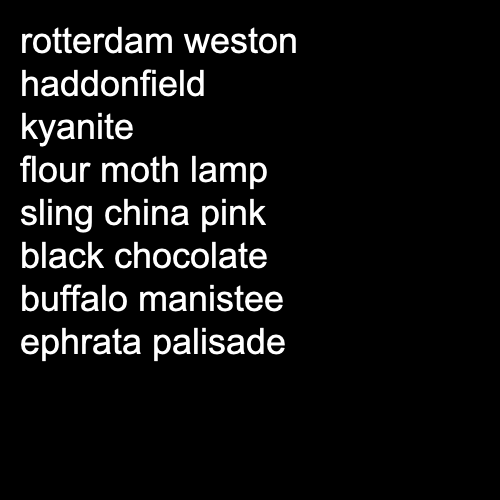 rotterdam weston
haddonfield
kyanite
flour moth lamp
sling china pink
black chocolate
buffalo manistee
ephrata palisade